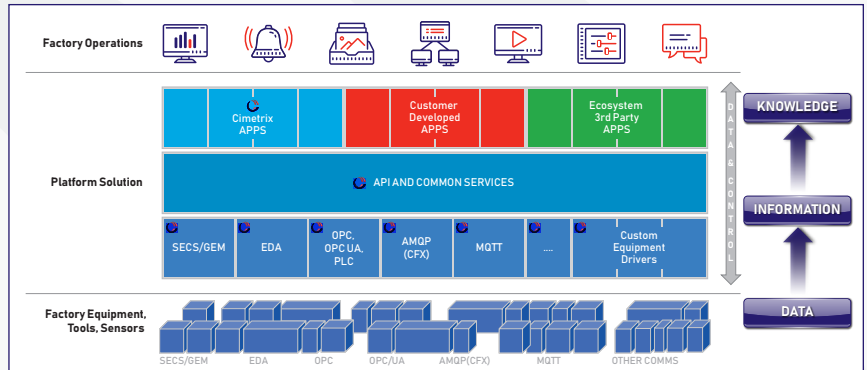 Factory Operations
Cimetrix
APPS
Customer
Developed
APPS
Ecosystem
3rd Party
APPS
Platform Solution
API AND COMMON SERVICES
SECS/GEM
EDA
OPC,
OPC UA,
PLC
AMQP
(CFX)
MQTT
....
Custom
Equipment
Drivers
DATA & CONTROL
KNOWLEDGE
INFORMATION
DATA
Factory Equipment,
Tools, Sensors
SECS/GEM
EDA
OPC
OPC/UA
AMQP(CFX)
MQTT
OTHER COMMS